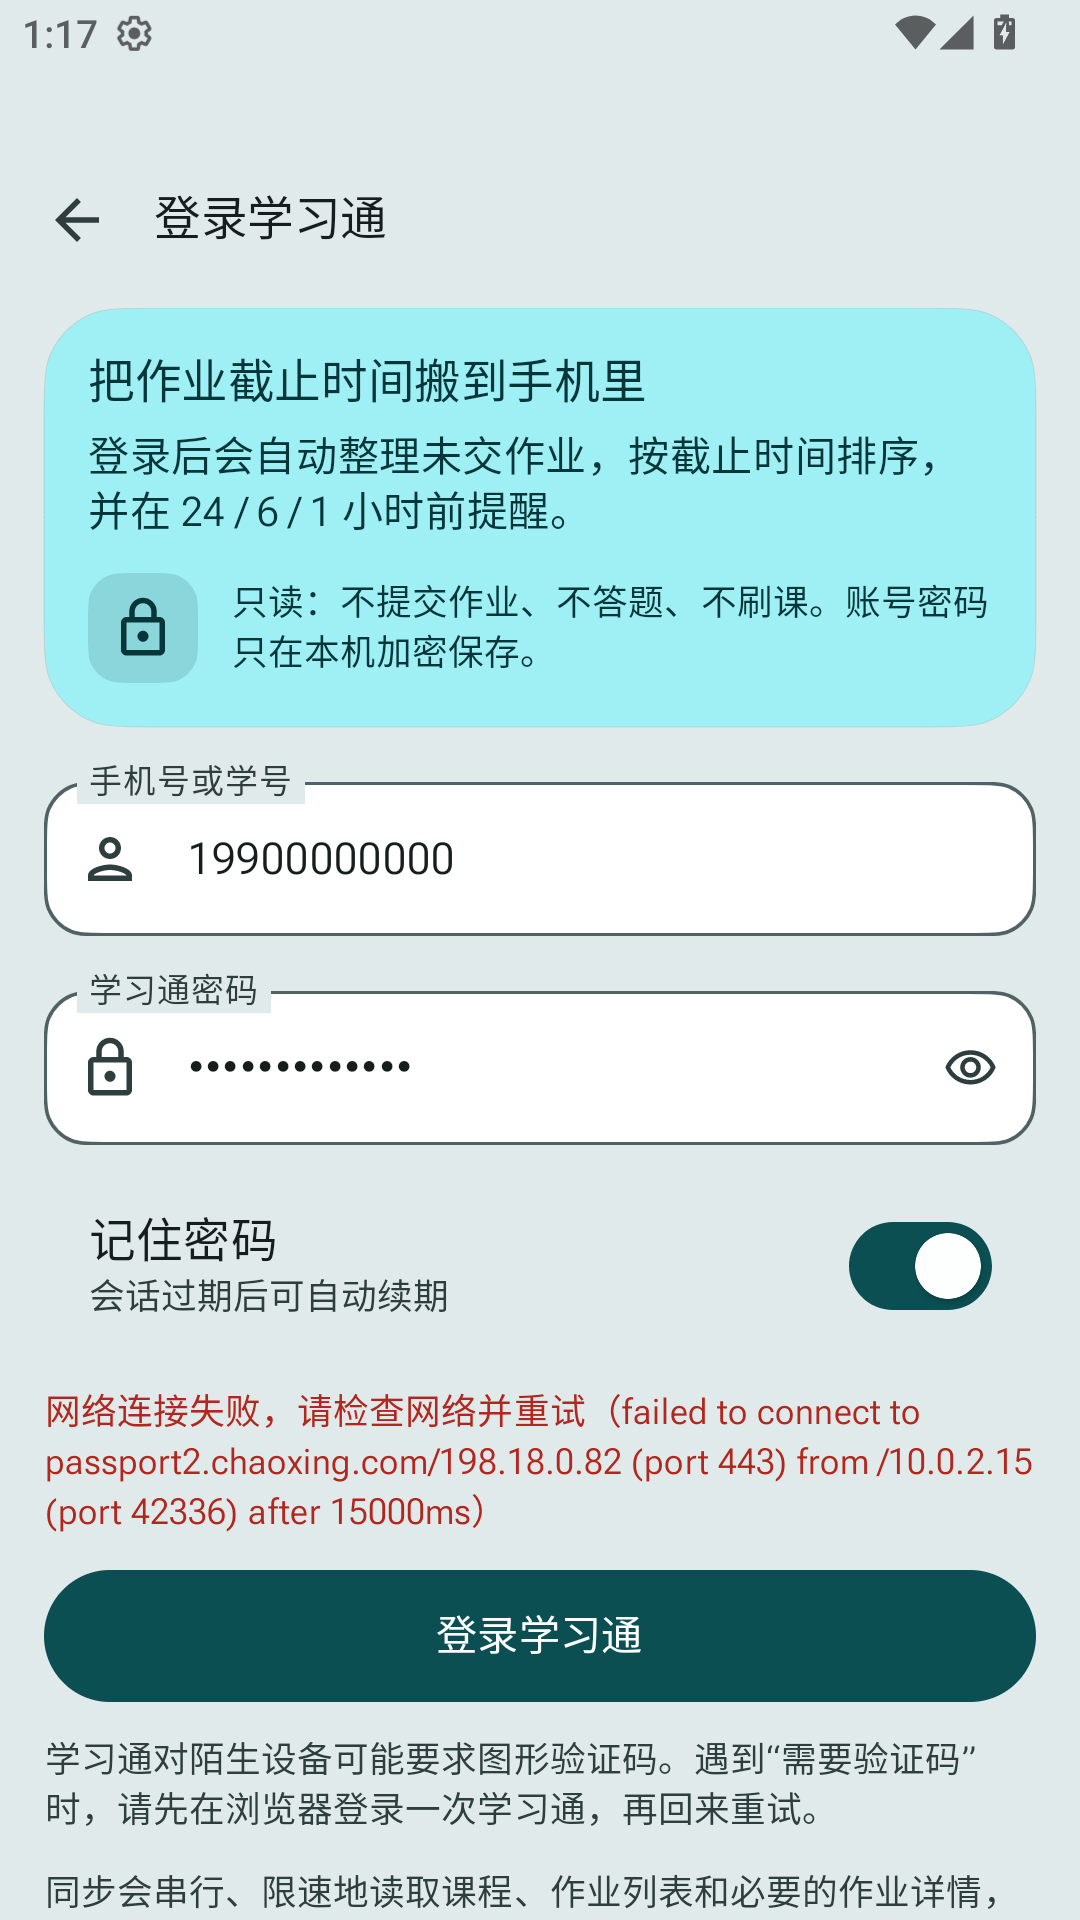 1:17
登录学习通
把作业截止时间搬到手机里
登录后会自动整理未交作业，按截止时间排序，
并在 24 / 6 / 1 小时前提醒。
只读：不提交作业、不答题、不刷课。账号密码
只在本机加密保存。
手机号或学号
19900000000
学习通密码
•••••••••••••
记住密码
会话过期后可自动续期
网络连接失败，请检查网络并重试（failed to connect to
passport2.chaoxing.com/198.18.0.82 (port 443) from /10.0.2.15
(port 42336) after 15000ms）
登录学习通
学习通对陌生设备可能要求图形验证码。遇到“需要验证码”
时，请先在浏览器登录一次学习通，再回来重试。
同步会串行、限速地读取课程、作业列表和必要的作业详情，